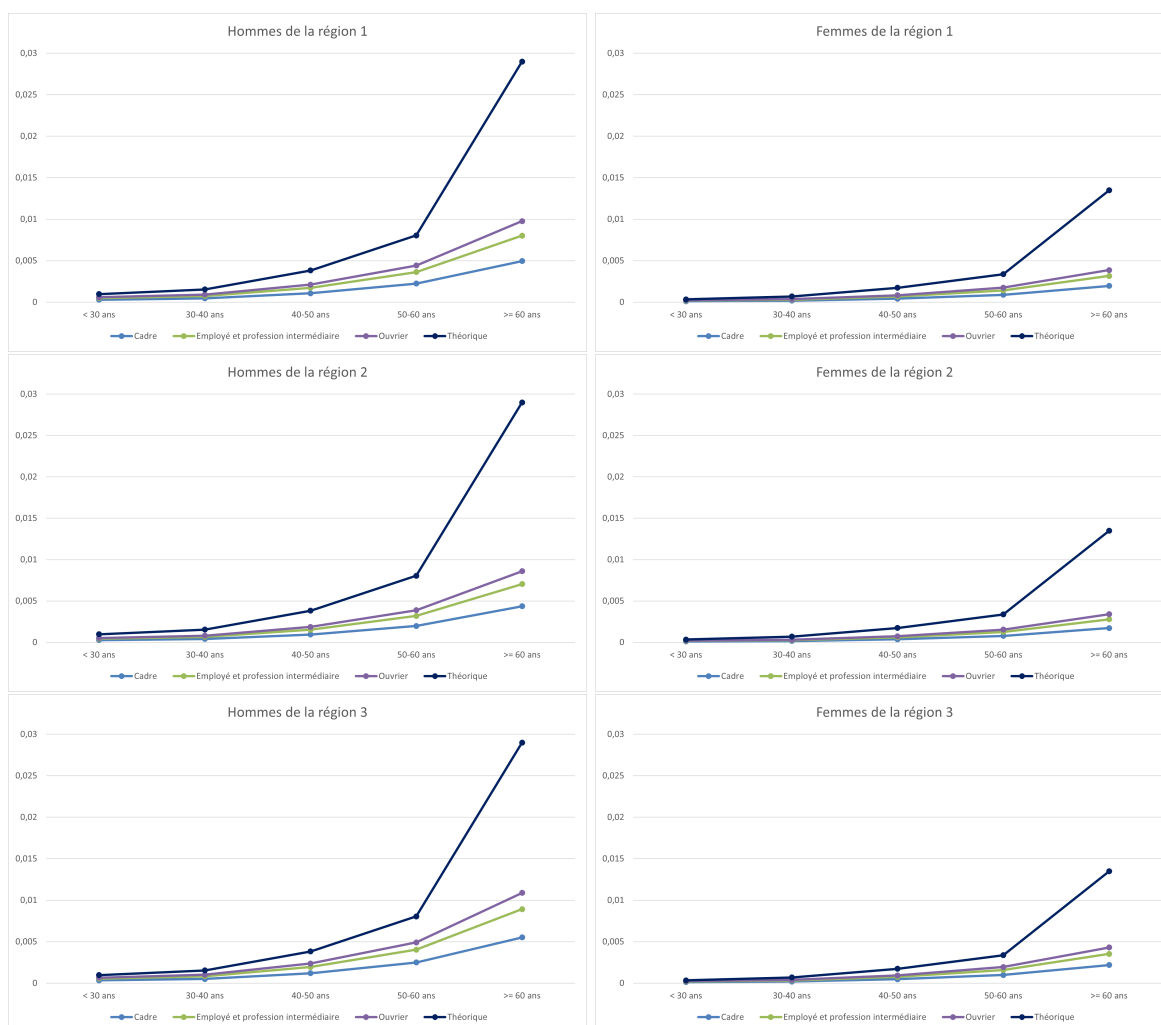 Hommes de la région 1
0,03
0,025
0,02
0,015
0,01
0,005
0
< 30 ans 30-40 ans 40-50 ans 50-60 ans >= 60 ans
Cadre Employé et profession intermédiaire Ouvrier Théorique
Femmes de la région 1
0,03
0,025
0,02
0,015
0,01
0,005
0
< 30 ans 30-40 ans 40-50 ans 50-60 ans >= 60 ans
Cadre Employé et profession intermédiaire Ouvrier Théorique
Hommes de la région 2
0,03
0,025
0,02
0,015
0,01
0,005
0
< 30 ans 30-40 ans 40-50 ans 50-60 ans >= 60 ans
Cadre Employé et profession intermédiaire Ouvrier Théorique
Femmes de la région 2
0,03
0,025
0,02
0,015
0,01
0,005
0
< 30 ans 30-40 ans 40-50 ans 50-60 ans >= 60 ans
Cadre Employé et profession intermédiaire Ouvrier Théorique
Hommes de la région 3
0,03
0,025
0,02
0,015
0,01
0,005
0
< 30 ans 30-40 ans 40-50 ans 50-60 ans >= 60 ans
Cadre Employé et profession intermédiaire Ouvrier Théorique
Femmes de la région 3
0,03
0,025
0,02
0,015
0,01
0,005
0
< 30 ans 30-40 ans 40-50 ans 50-60 ans >= 60 ans
Cadre Employé et profession intermédiaire Ouvrier Théorique